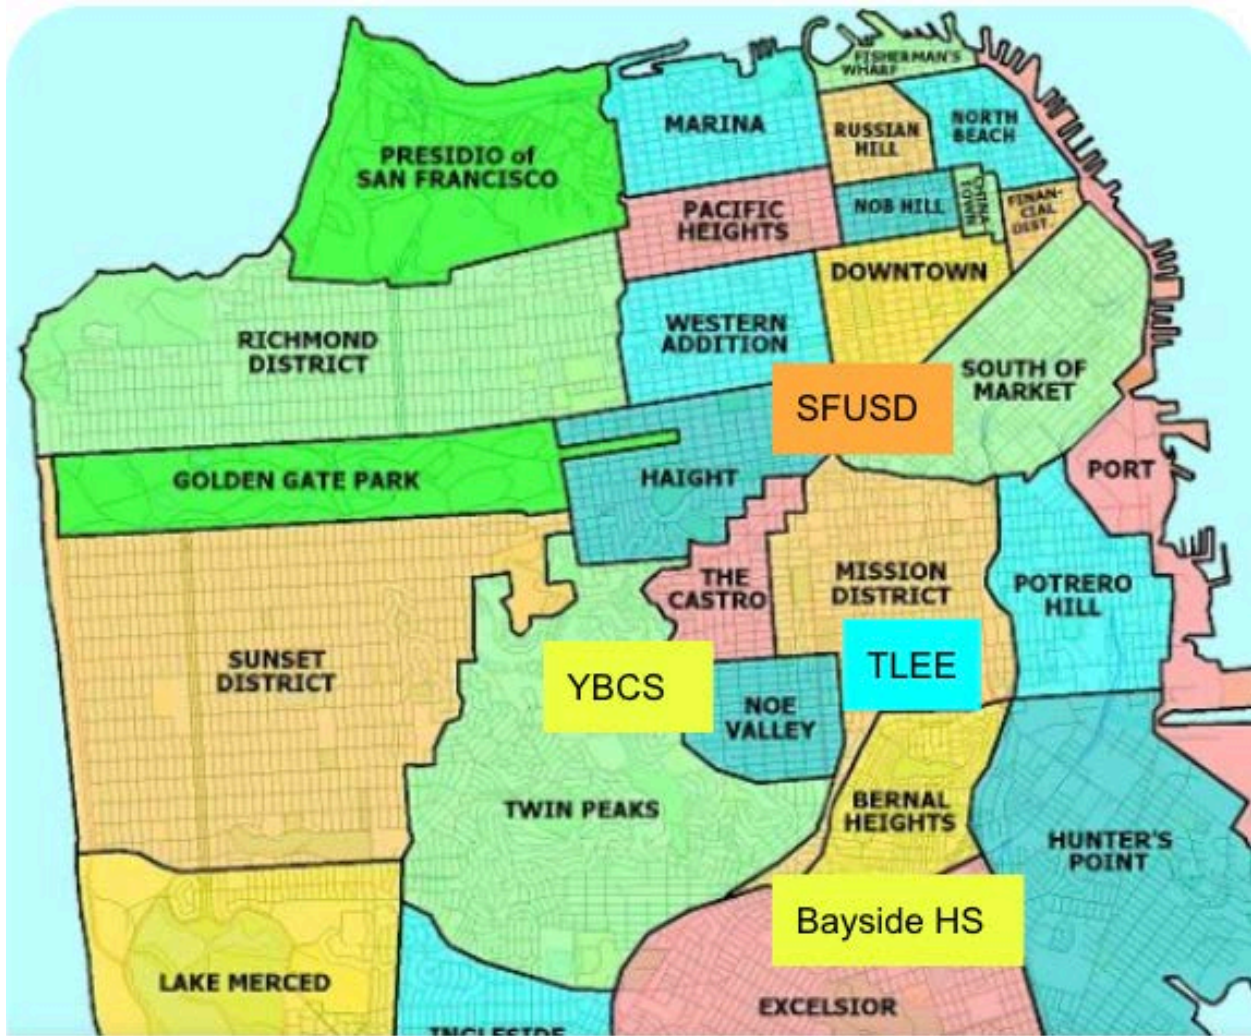 FISHERMAN'S
WHARF
MARINA
RUSSIAN
HILL
NORTH
BEACH
PRESIDIO of
SAN FRANCISCO
PACIFIC
HEIGHTS
NOB HILL
CHINA
TOWN
FINAN-
CIAL
DIST.
DOWNTOWN
RICHMOND
DISTRICT
WESTERN
ADDITION
SOUTH OF
MARKET
SFUSD
GOLDEN GATE PARK
HAIGHT
PORT
THE
CASTRO
MISSION
DISTRICT
POTRERO
HILL
SUNSET
DISTRICT
YBCS
TLEE
NOE
VALLEY
TWIN PEAKS
BERNAL
HEIGHTS
HUNTER'S
POINT
Bayside HS
LAKE MERCED
EXCELSIOR
INGLESIDE